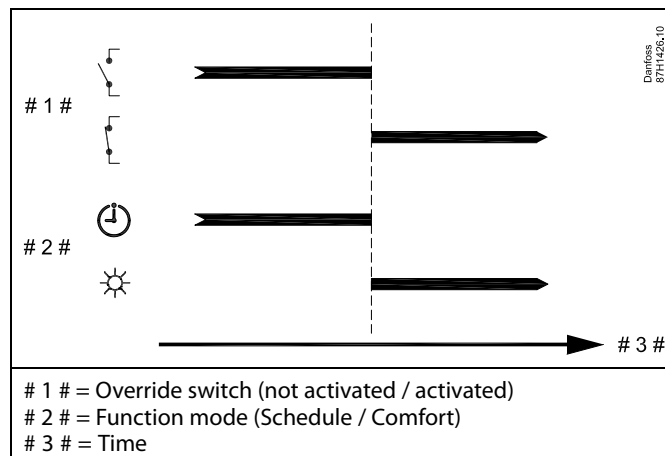 Danfoss
87H1426.10
# 1 #
# 2 #
# 3 #
# 1 # = Override switch (not activated / activated)
# 2 # = Function mode (Schedule / Comfort)
# 3 # = Time